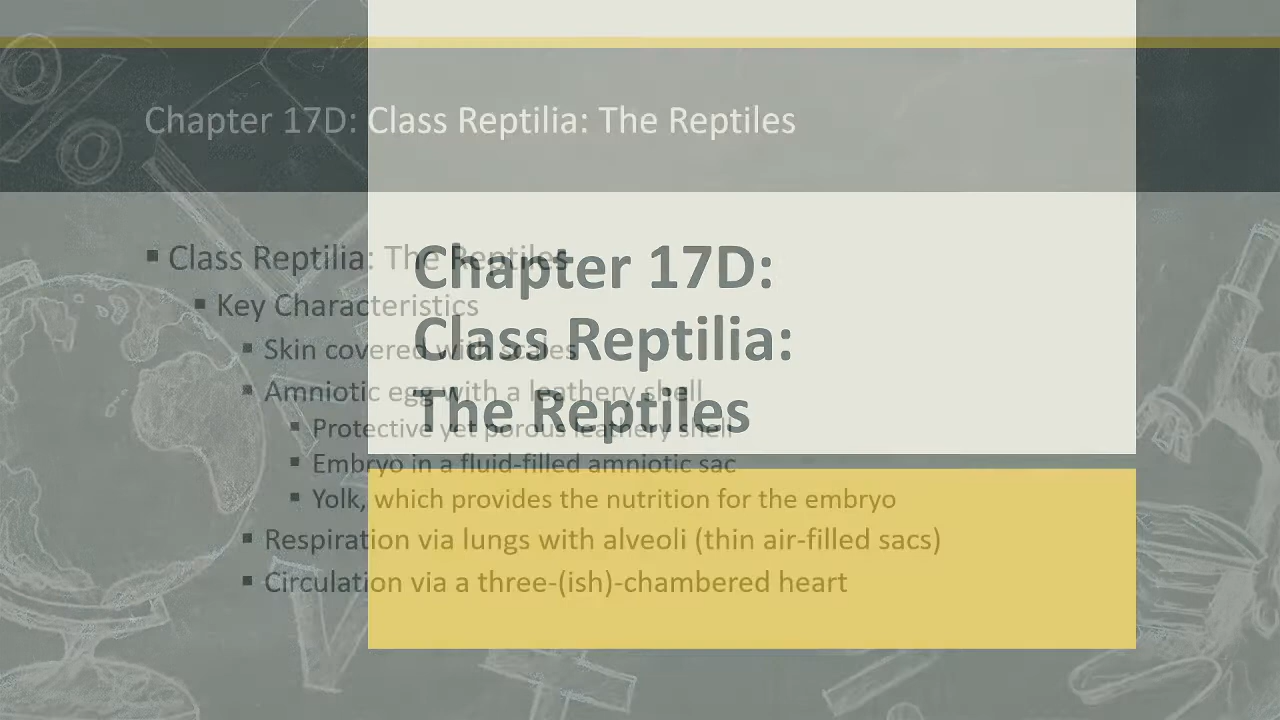 Chapter 17D: Class Reptilia: The Reptiles
▪ Class Reptilia: The Reptiles
▪ Key Characteristics
▪ Skin covered with scales
▪ Amniotic egg with a leathery shell
▪ Protective yet porous leathery shell
▪ Embryo in a fluid-filled amniotic sac
▪ Yolk, which provides the nutrition for the embryo
▪ Respiration via lungs with alveoli (thin air-filled sacs)
▪ Circulation via a three-(ish)-chambered heart
Chapter 17D:
Class Reptilia:
The Reptiles
%